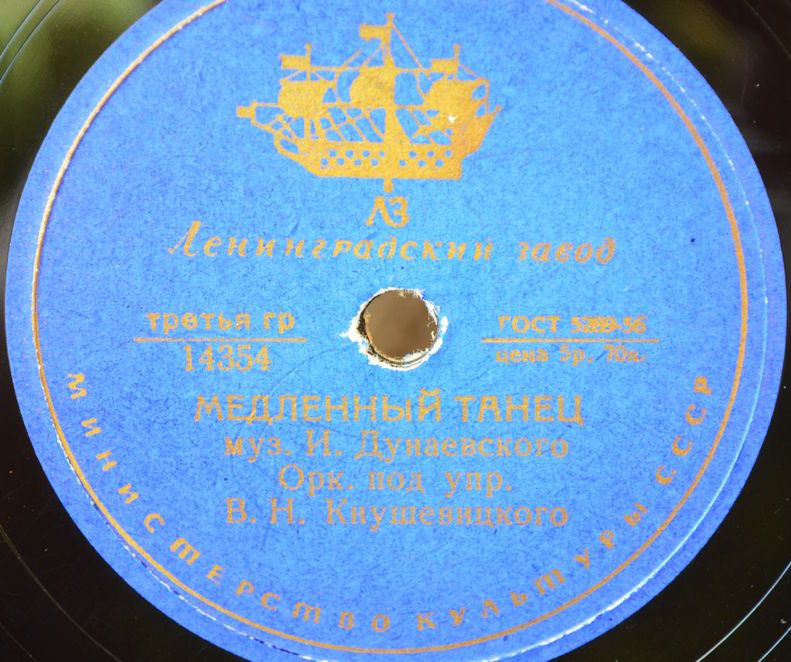 ЛЗ
Ленинградский завод
третья гр
14354
ГОСТ 5289-56
цена 5р. 70к.
МЕДЛЕННЫЙ ТАНЕЦ
муз. И. Дунаевского
Орк. под упр.
В. Н. Кнушевицкого
МИНИСТЕРСТВО КУЛЬТУРЫ СССР